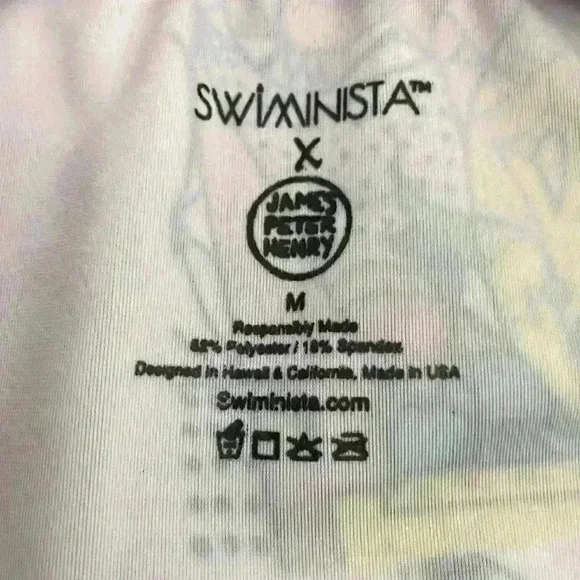 SWIMINISTA™
X
JAMES
PETER
HENRY
M
Responsibly Made
82% Polyester / 18% Spandex
Designed in Hawaii & California, Made in USA
Swiminista.com